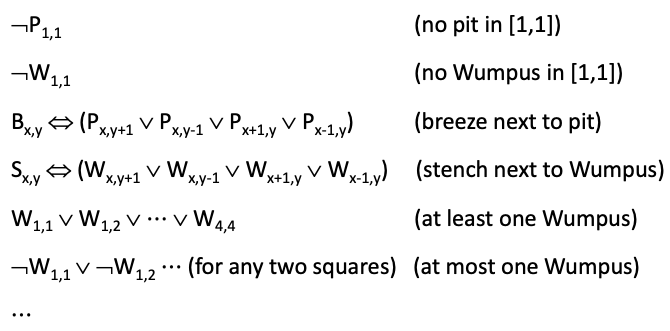 ¬P₁,₁ (no pit in [1,1])
¬W₁,₁ (no Wumpus in [1,1])
Bx,y ⇔ (Px,y+1 ∨ Px,y-1 ∨ Px+1,y ∨ Px-1,y) (breeze next to pit)
Sx,y ⇔ (Wx,y+1 ∨ Wx,y-1 ∨ Wx+1,y ∨ Wx-1,y) (stench next to Wumpus)
W₁,₁ ∨ W₁,₂ ∨ ⋯ ∨ W₄,₄ (at least one Wumpus)
¬W₁,₁ ∨ ¬W₁,₂ ⋯ (for any two squares) (at most one Wumpus)
...